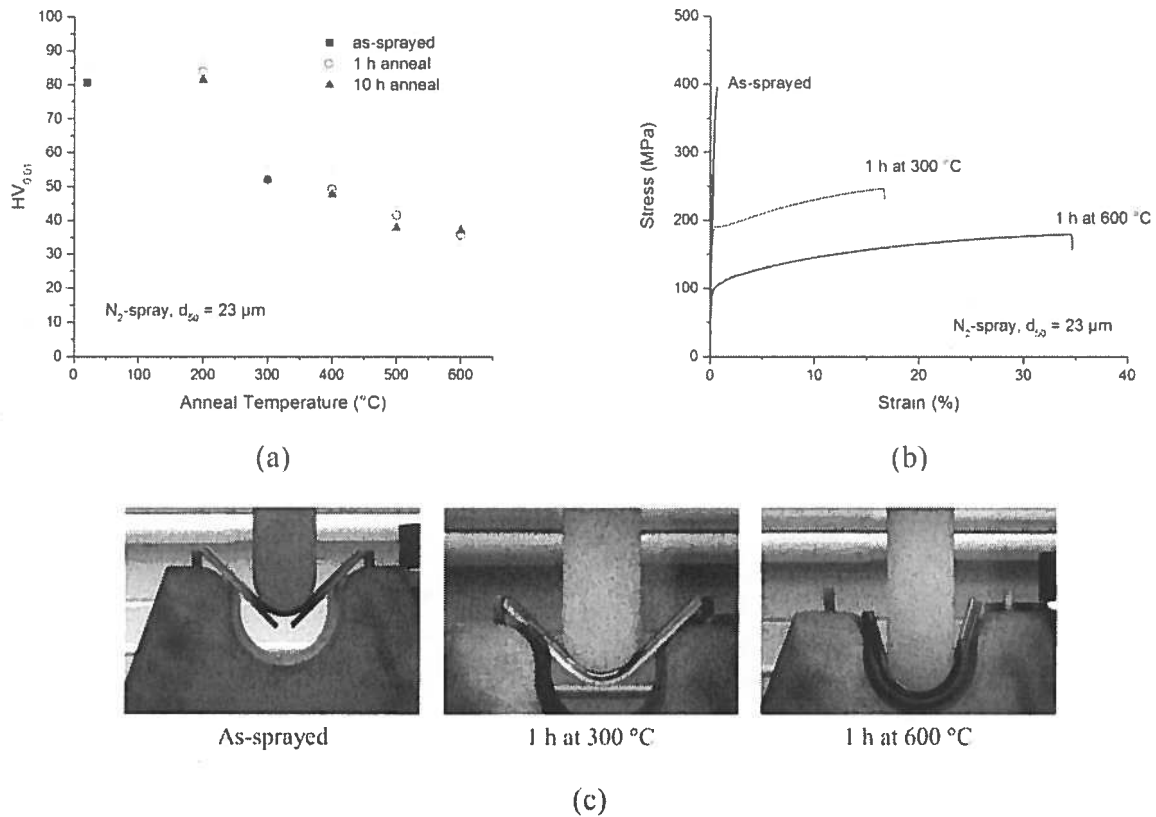 100
90
80
70
60
50
40
30
20
10
0
HV0.01
as-sprayed
1 h anneal
10 h anneal
N2-spray, d50 = 23 µm
0 100 200 300 400 500 600
Anneal Temperature (°C)
(a)
500
400
300
200
100
0
Stress (MPa)
As-sprayed
1 h at 300 °C
1 h at 600 °C
N2-spray, d50 = 23 µm
0 10 20 30 40
Strain (%)
(b)
As-sprayed 1 h at 300 °C 1 h at 600 °C
(c)